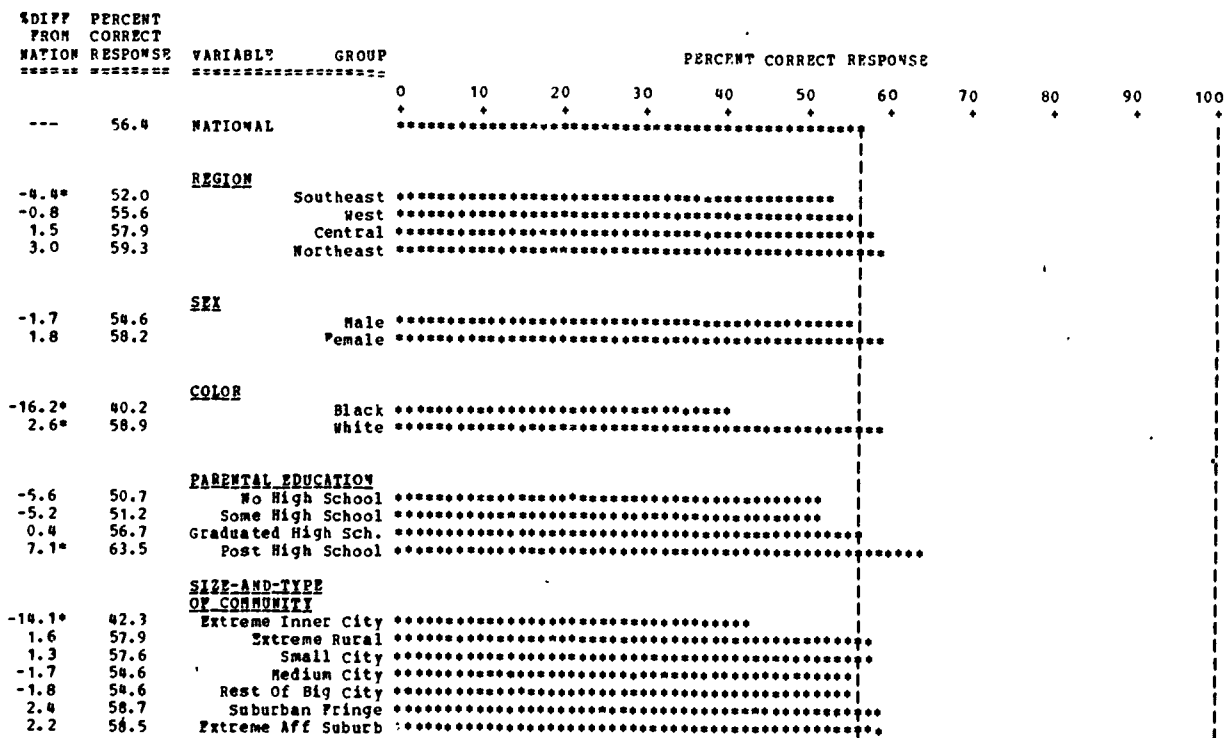 %DIFF PERCENT
FROM CORRECT
NATION RESPONSE VARIABLE GROUP PERCENT CORRECT RESPONSE
====== ======== ====================
0 10 20 30 40 50 60 70 80 90 100
--- 56.4 NATIONAL
REGION
-4.4* 52.0 Southeast
-0.8 55.6 West
1.5 57.9 Central
3.0 59.3 Northeast
SEX
-1.7 54.6 Male
1.8 58.2 Female
COLOR
-16.2* 40.2 Black
2.6* 58.9 White
PARENTAL EDUCATION
-5.6 50.7 No High School
-5.2 51.2 Some High School
0.4 56.7 Graduated High Sch.
7.1* 63.5 Post High School
SIZE-AND-TYPE
OF COMMUNITY
-14.1* 42.3 Extreme Inner City
1.6 57.9 Extreme Rural
1.3 57.6 Small City
-1.7 54.6 Medium City
-1.8 54.6 Rest Of Big City
2.4 58.7 Suburban Fringe
2.2 58.5 Extreme Aff Suburb